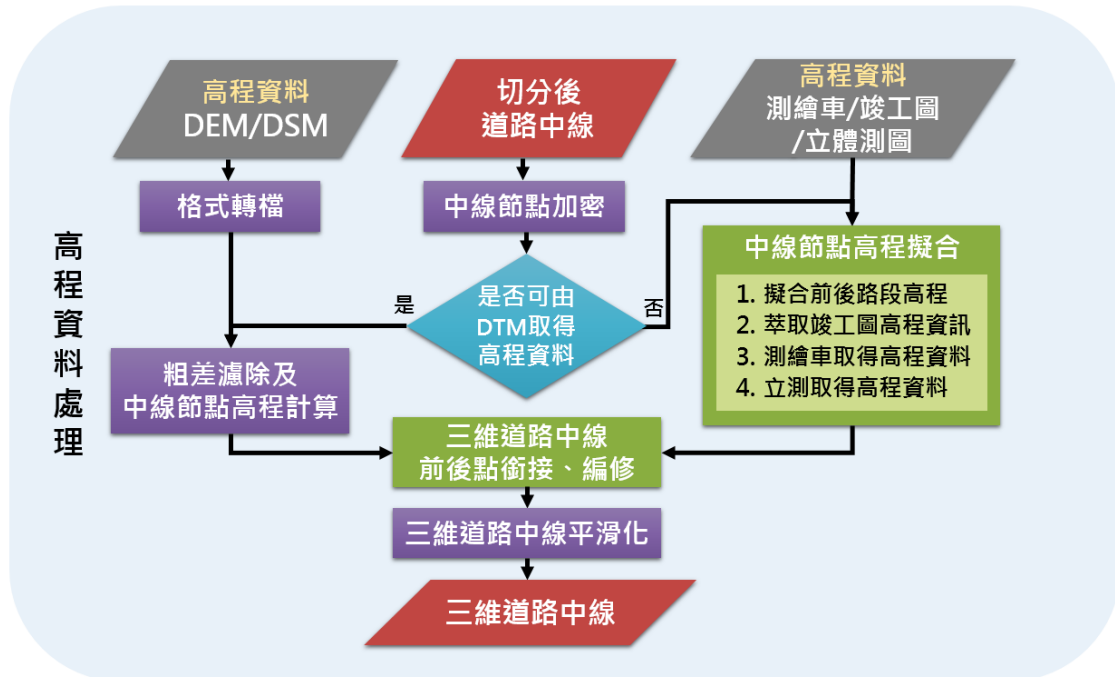 高程資料處理
高程資料
DEM/DSM
切分後
道路中線
高程資料
測繪車/竣工圖
/立體測圖
格式轉檔
中線節點加密
中線節點高程擬合
1. 擬合前後路段高程
2. 萃取竣工圖高程資訊
3. 測繪車取得高程資料
4. 立測取得高程資料
是
是否可由
DTM取得
高程資料
否
粗差濾除及
中線節點高程計算
三維道路中線
前後點銜接、編修
三維道路中線平滑化
三維道路中線